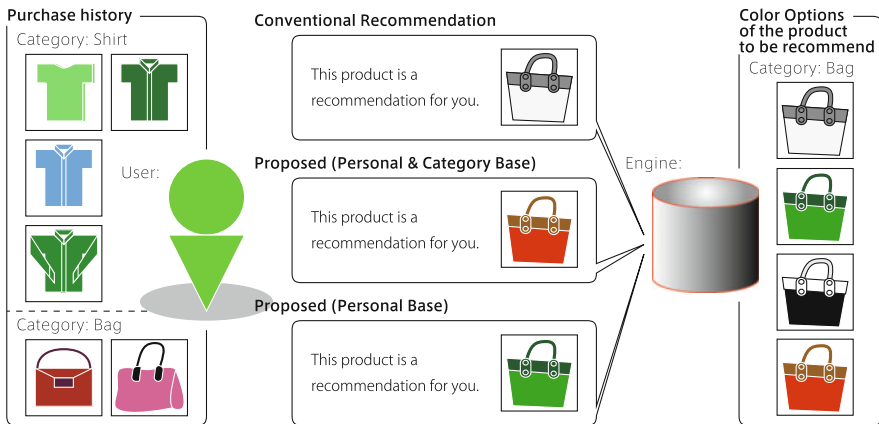 Purchase history
Category: Shirt
User:
Category: Bag
Conventional Recommendation
This product is a
recommendation for you.
Proposed (Personal & Category Base)
This product is a
recommendation for you.
Proposed (Personal Base)
This product is a
recommendation for you.
Engine:
Color Options
of the product
to be recommend
Category: Bag